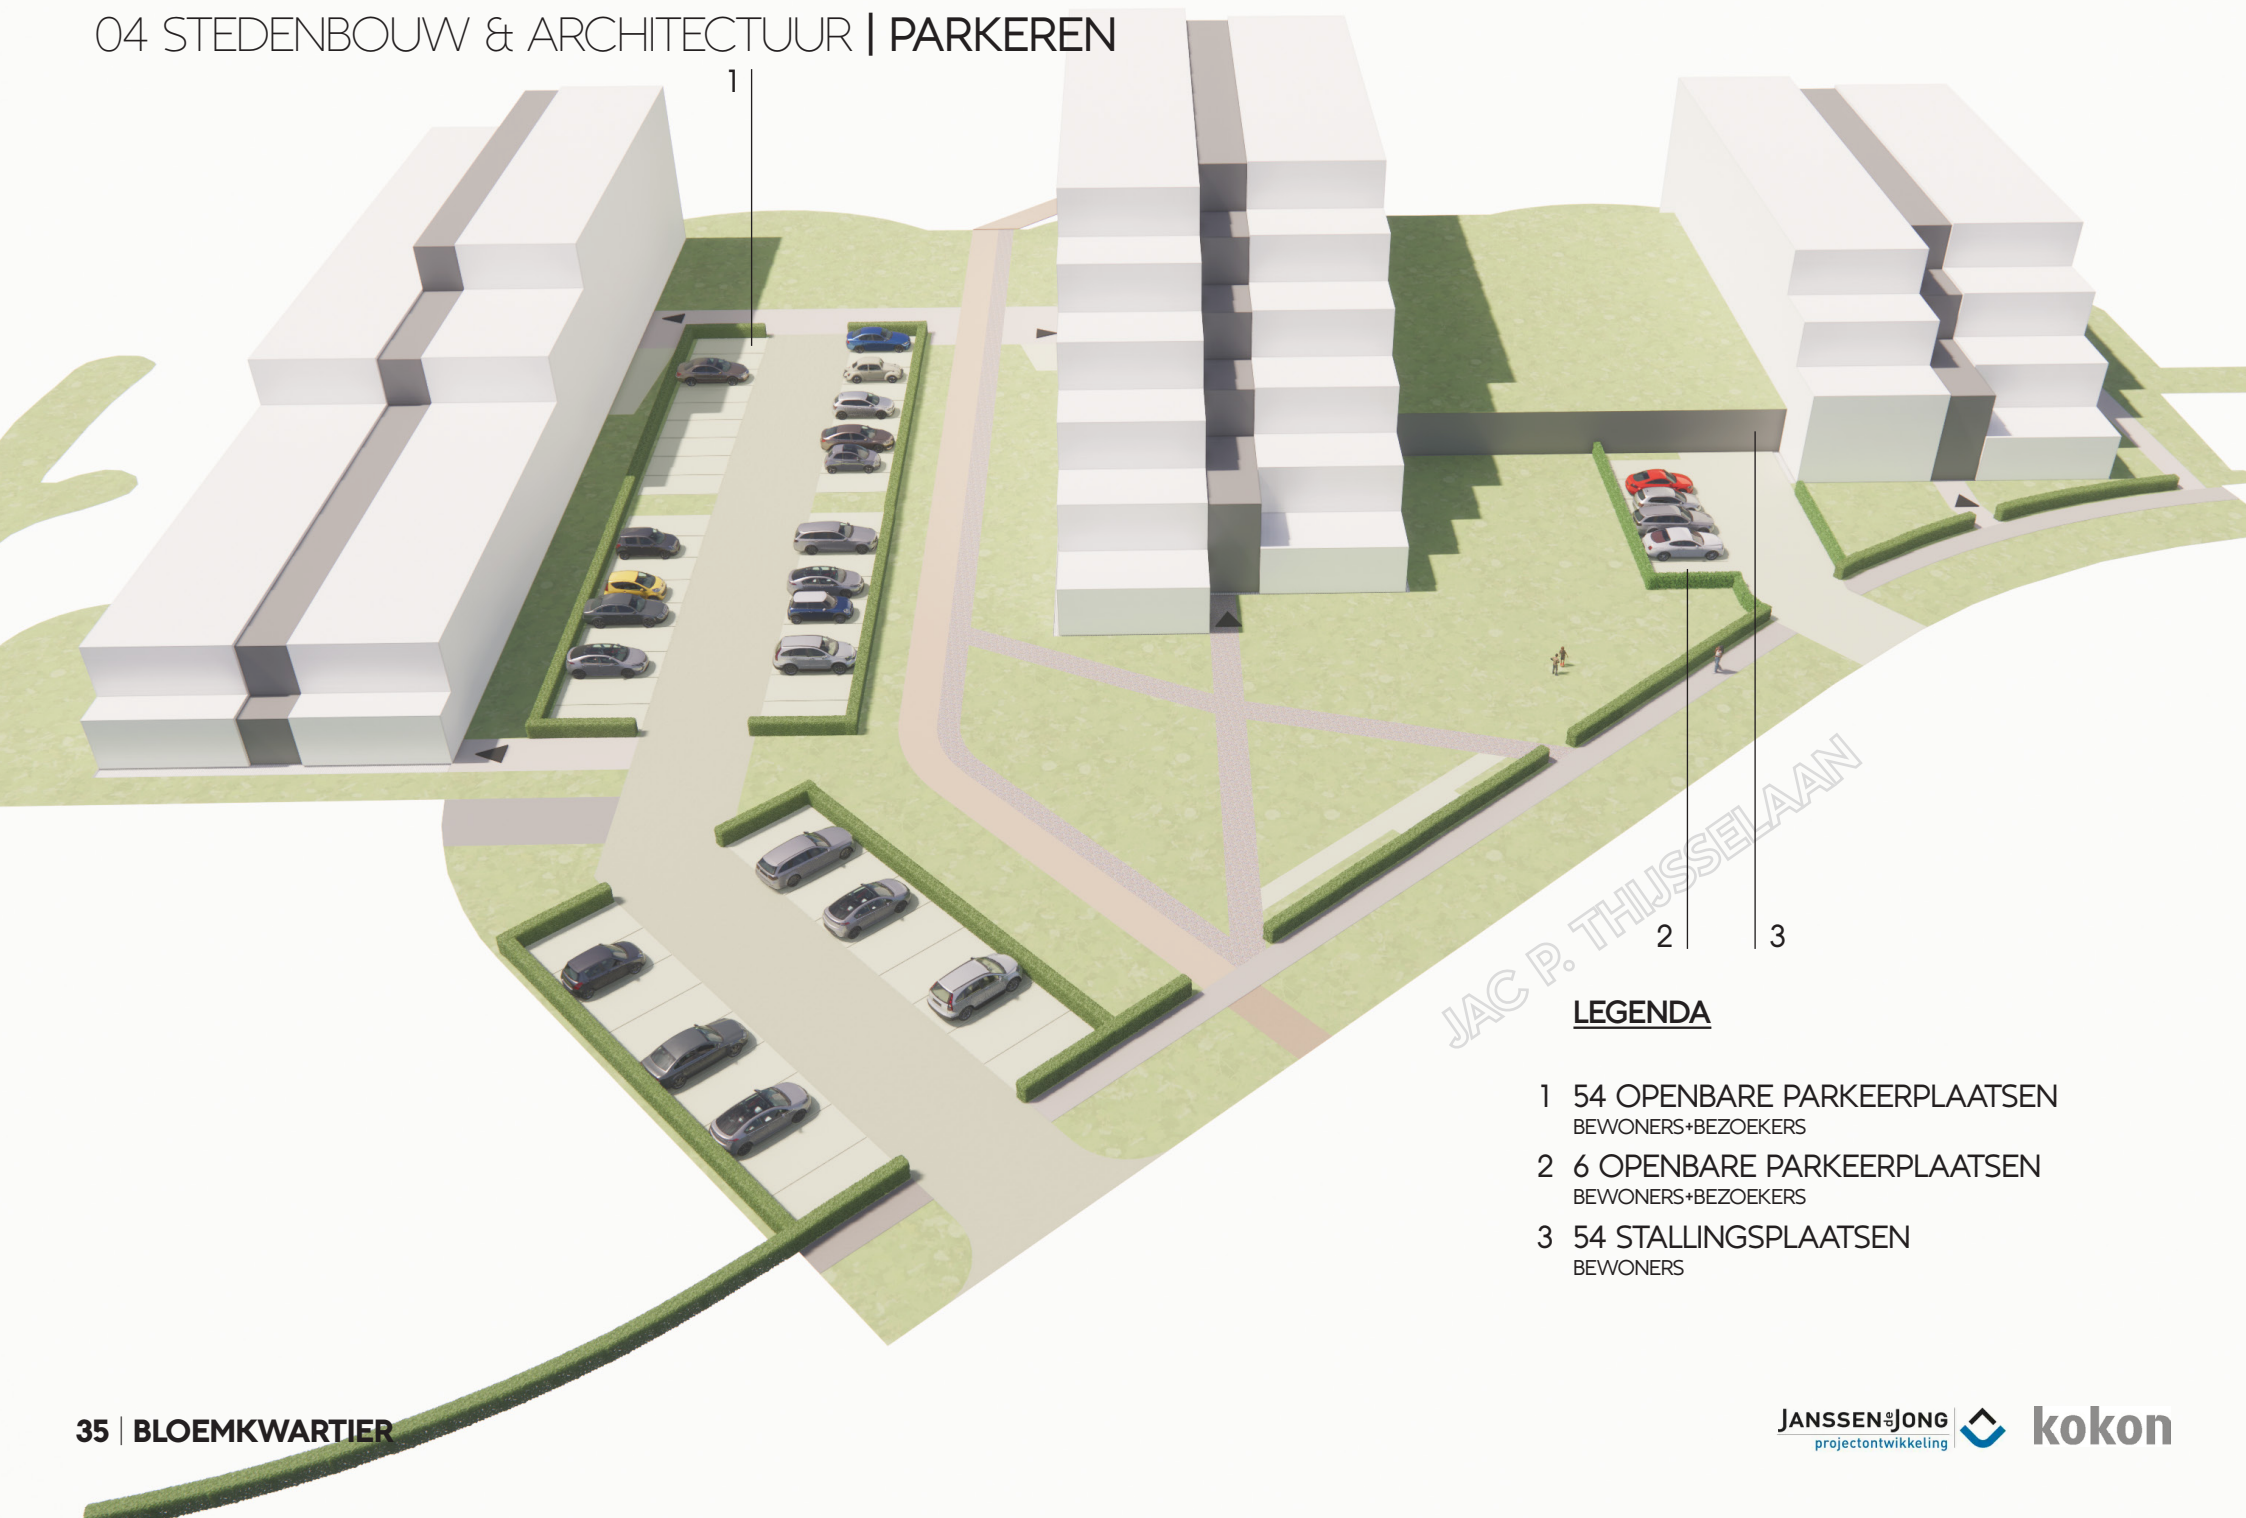 04 STEDENBOUW & ARCHITECTUUR | PARKEREN
1
JAC P. THIJSSELAAN
2
3
LEGENDA
1 54 OPENBARE PARKEERPLAATSEN
BEWONERS+BEZOEKERS
2 6 OPENBARE PARKEERPLAATSEN
BEWONERS+BEZOEKERS
3 54 STALLINGSPLAATSEN
BEWONERS
35 | BLOEMKWARTIER
JANSSEN de JONG
projectontwikkeling
kokon